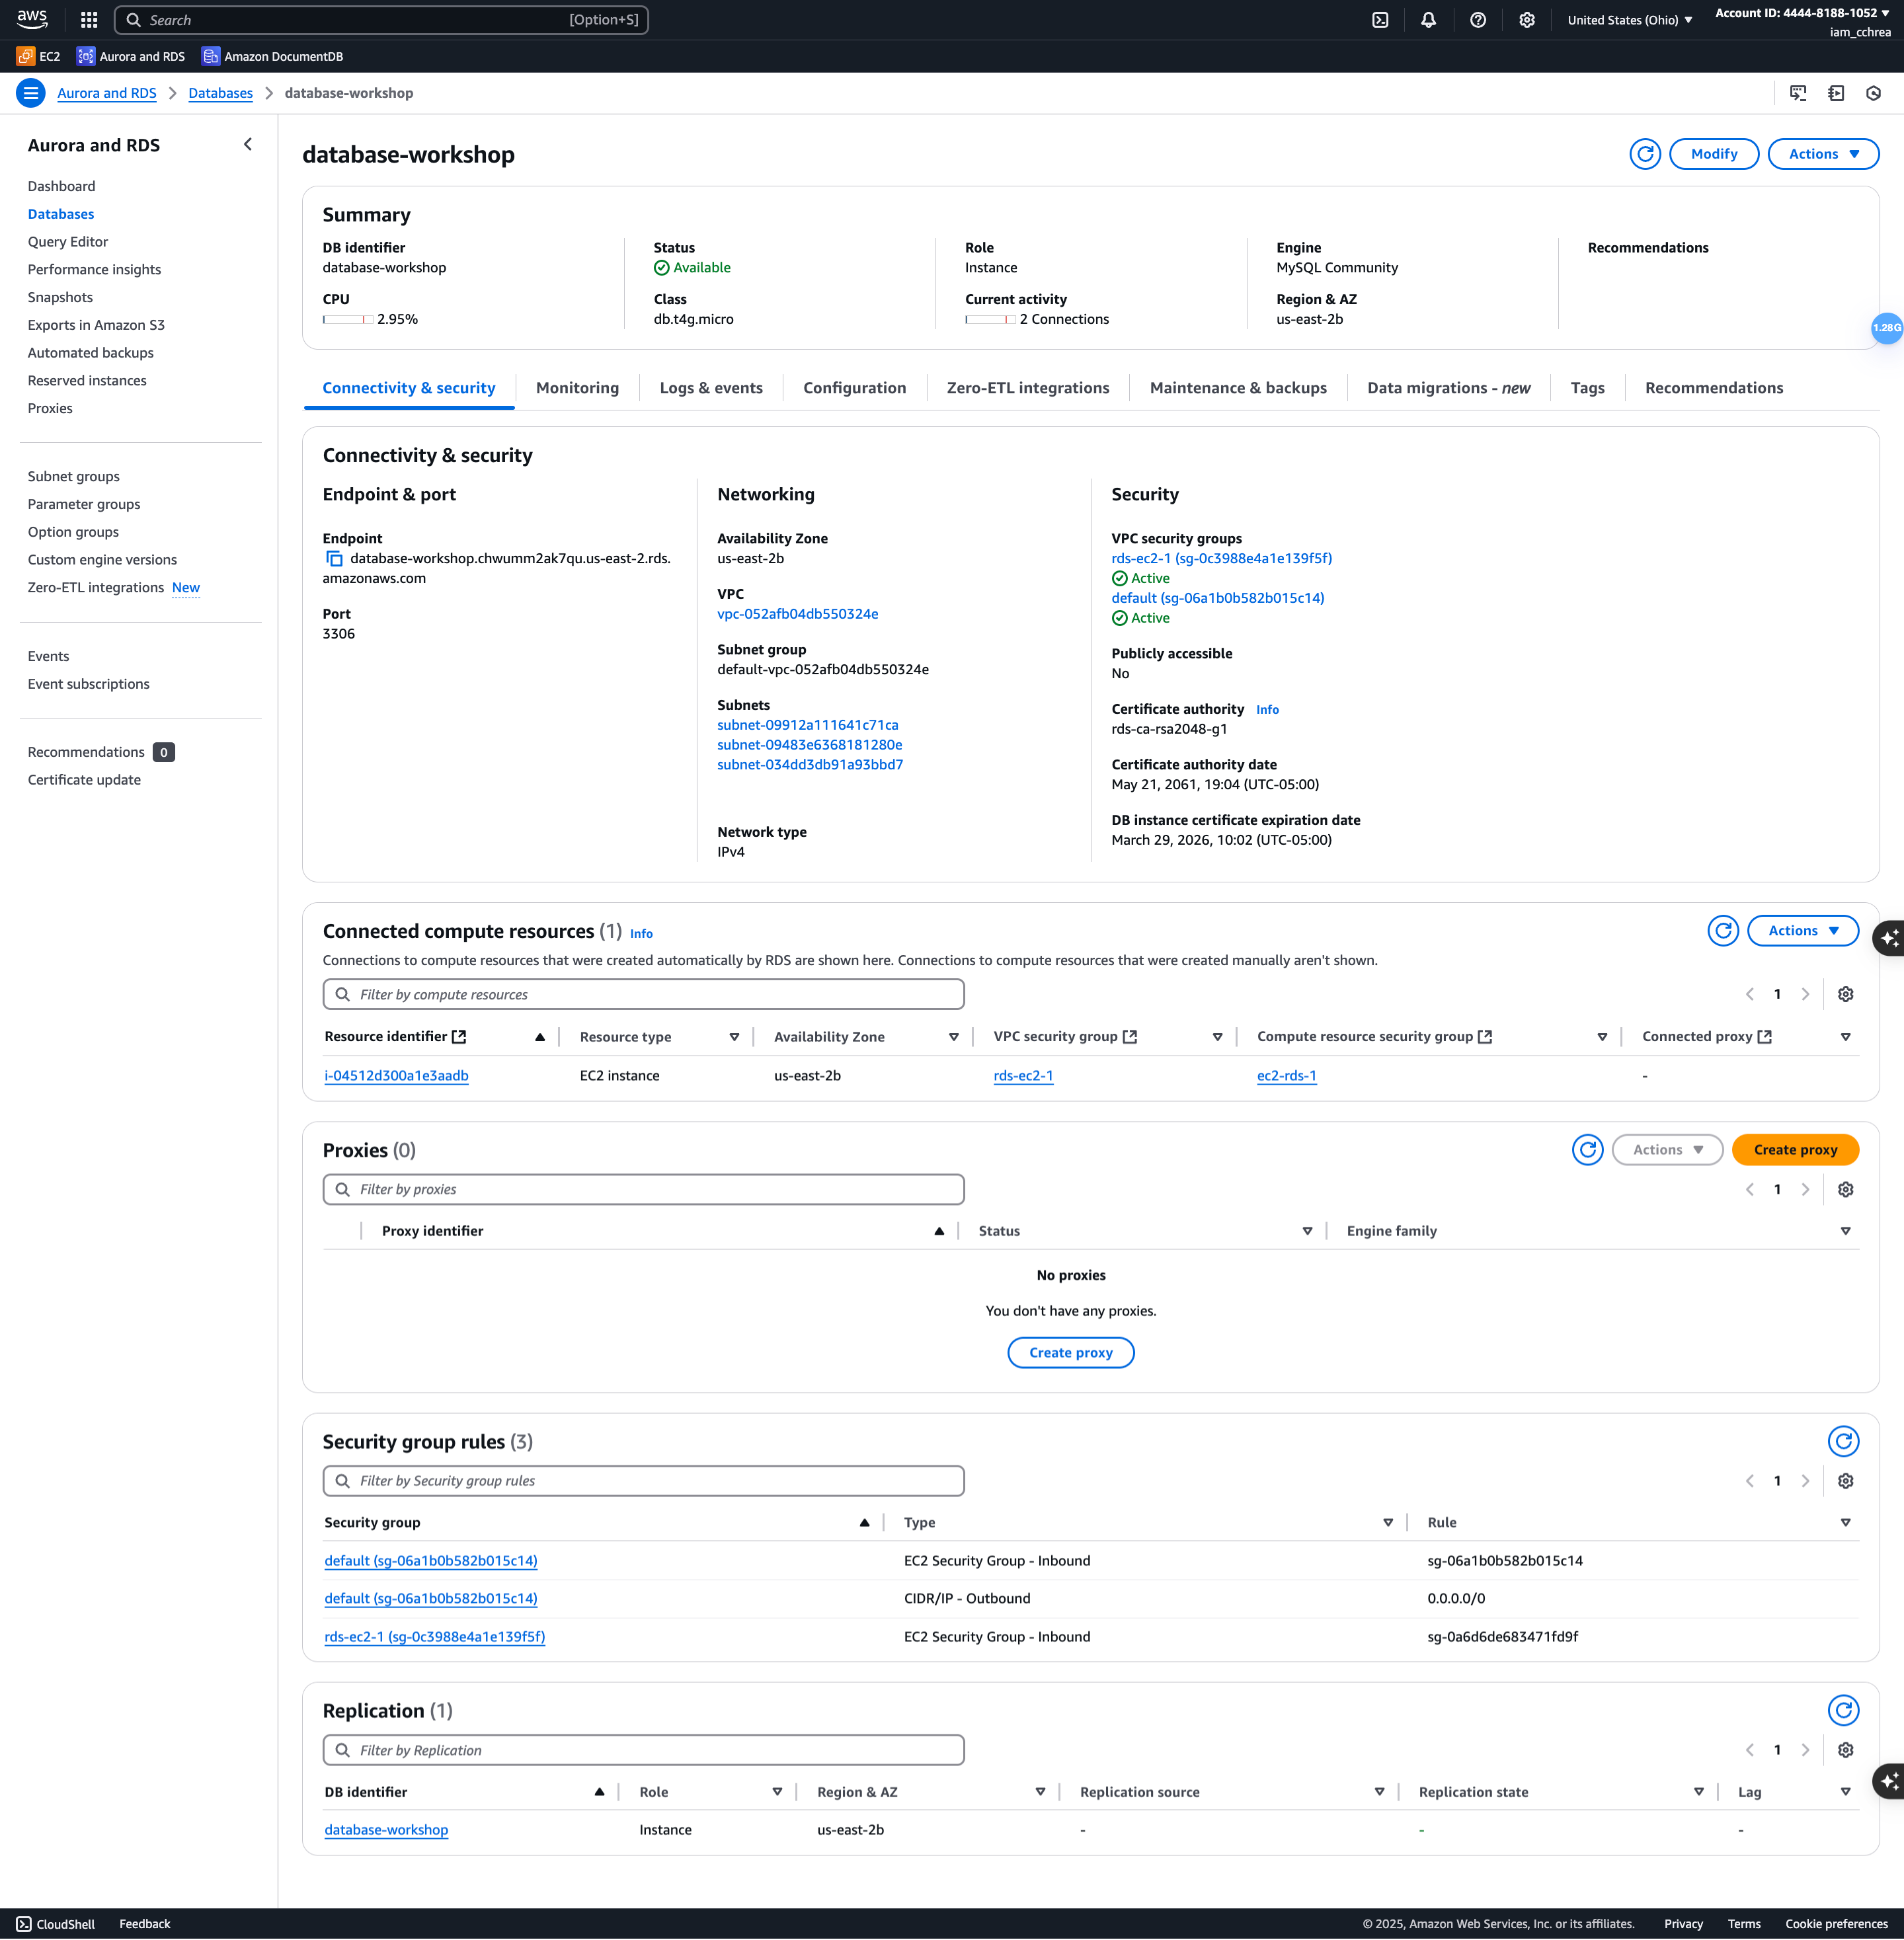 aws
Search [Option+S]
United States (Ohio)
Account ID: 4444-8188-1052
iam_cchrea
EC2 Aurora and RDS Amazon DocumentDB
Aurora and RDS Databases database-workshop
Aurora and RDS
Dashboard
Databases
Query Editor
Performance insights
Snapshots
Exports in Amazon S3
Automated backups
Reserved instances
Proxies
Subnet groups
Parameter groups
Option groups
Custom engine versions
Zero-ETL integrations New
Events
Event subscriptions
Recommendations 0
Certificate update
database-workshop
Modify Actions
Summary
DB identifier
database-workshop
CPU
2.95%
Status
Available
Class
db.t4g.micro
Role
Instance
Current activity
2 Connections
Engine
MySQL Community
Region & AZ
us-east-2b
Recommendations
1.28G
Connectivity & security Monitoring Logs & events Configuration Zero-ETL integrations Maintenance & backups Data migrations - new Tags Recommendations
Connectivity & security
Endpoint & port
Endpoint
database-workshop.chwumm2ak7qu.us-east-2.rds.
amazonaws.com
Port
3306
Networking
Availability Zone
us-east-2b
VPC
vpc-052afb04db550324e
Subnet group
default-vpc-052afb04db550324e
Subnets
subnet-09912a111641c71ca
subnet-09483e6368181280e
subnet-034dd3db91a93bbd7
Network type
IPv4
Security
VPC security groups
rds-ec2-1 (sg-0c3988e4a1e139f5f)
Active
default (sg-06a1b0b582b015c14)
Active
Publicly accessible
No
Certificate authority Info
rds-ca-rsa2048-g1
Certificate authority date
May 21, 2061, 19:04 (UTC-05:00)
DB instance certificate expiration date
March 29, 2026, 10:02 (UTC-05:00)
Connected compute resources (1) Info
Actions
Connections to compute resources that were created automatically by RDS are shown here. Connections to compute resources that were created manually aren't shown.
Filter by compute resources
1
Resource identifier Resource type Availability Zone VPC security group Compute resource security group Connected proxy
i-04512d300a1e3aadb EC2 instance us-east-2b rds-ec2-1 ec2-rds-1 -
Proxies (0)
Actions Create proxy
Filter by proxies
1
Proxy identifier Status Engine family
No proxies
You don't have any proxies.
Create proxy
Security group rules (3)
Filter by Security group rules
1
Security group Type Rule
default (sg-06a1b0b582b015c14) EC2 Security Group - Inbound sg-06a1b0b582b015c14
default (sg-06a1b0b582b015c14) CIDR/IP - Outbound 0.0.0.0/0
rds-ec2-1 (sg-0c3988e4a1e139f5f) EC2 Security Group - Inbound sg-0a6d6de683471fd9f
Replication (1)
Filter by Replication
1
DB identifier Role Region & AZ Replication source Replication state Lag
database-workshop Instance us-east-2b - - -
CloudShell Feedback
© 2025, Amazon Web Services, Inc. or its affiliates. Privacy Terms Cookie preferences